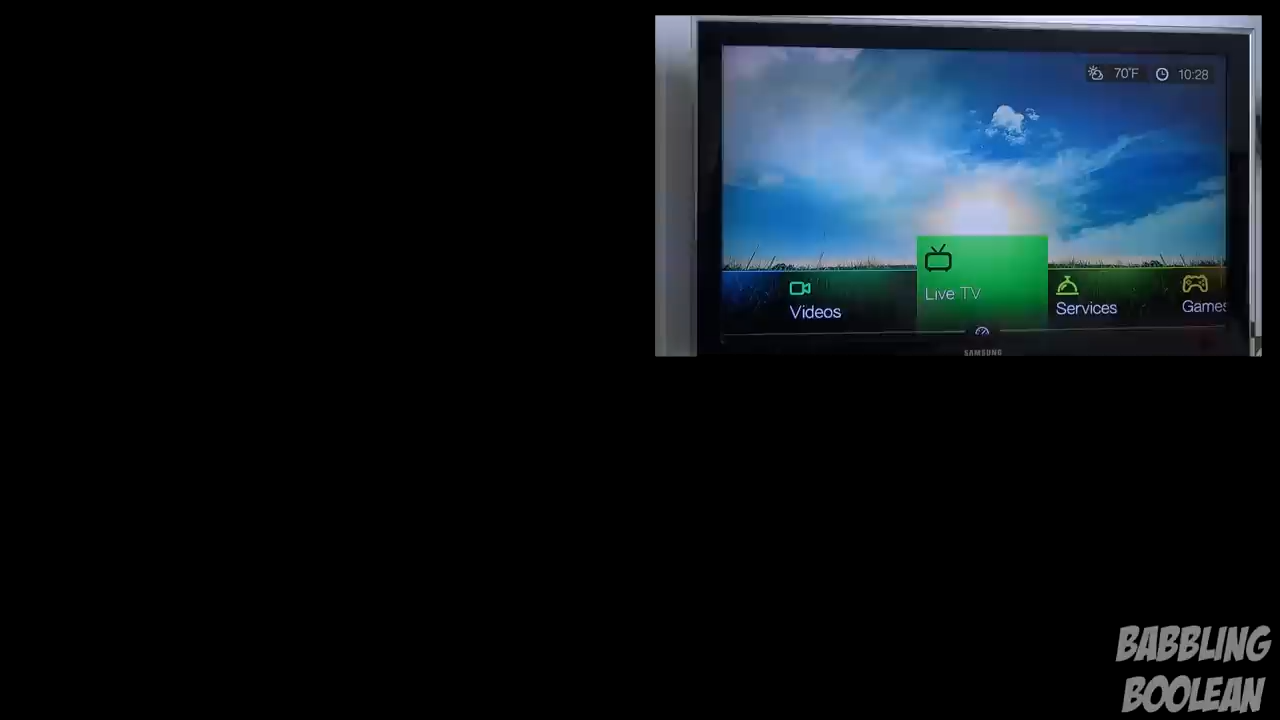 70°F 10:28
Live TV
Videos
Services
Games
SAMSUNG
BABBLING
BOOLEAN